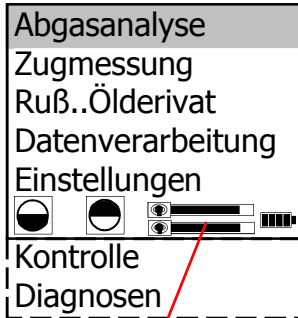 Abgasanalyse
Zugmessung
Ruß..Ölderivat
Datenverarbeitung
Einstellungen
Kontrolle
Diagnosen